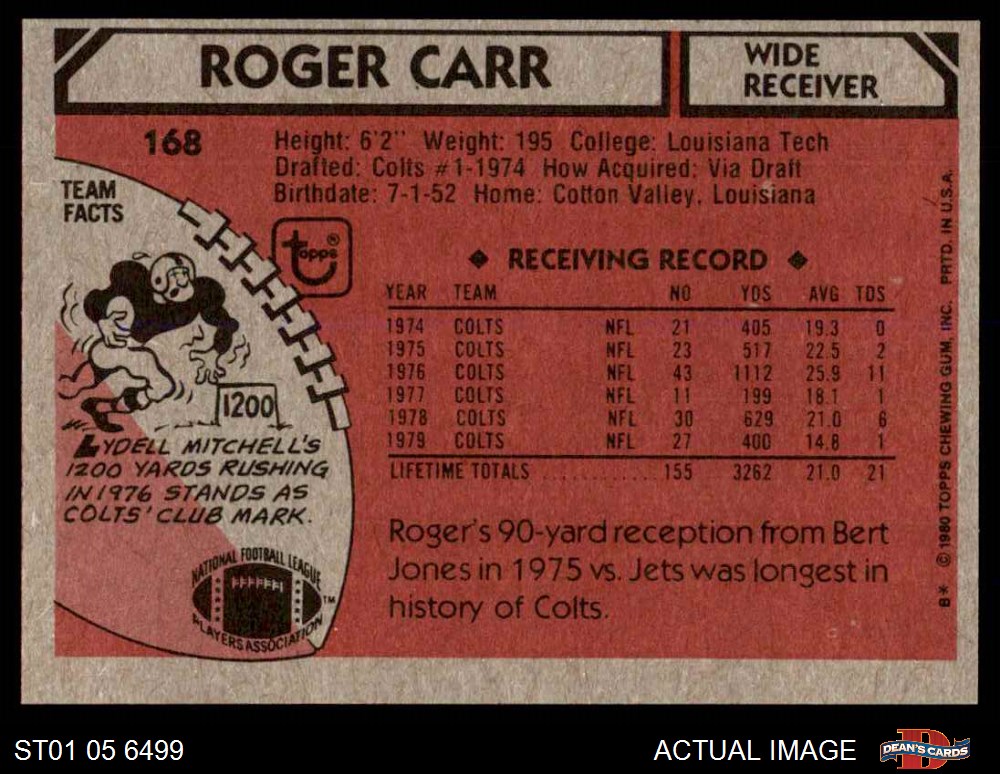 ROGER CARR
WIDE
RECEIVER
168
Height: 6'2" Weight: 195 College: Louisiana Tech
Drafted: Colts #1-1974 How Acquired: Via Draft
Birthdate: 7-1-52 Home: Cotton Valley, Louisiana
TEAM
FACTS
topps®
1200
LYDELL MITCHELL'S
1200 YARDS RUSHING
IN 1976 STANDS AS
COLTS' CLUB MARK.
NATIONAL FOOTBALL LEAGUE
PLAYERS ASSOCIATION
TM
◆ RECEIVING RECORD ◆
YEAR TEAM NO YDS AVG TDS
1974 COLTS NFL 21 405 19.3 0
1975 COLTS NFL 23 517 22.5 2
1976 COLTS NFL 43 1112 25.9 11
1977 COLTS NFL 11 199 18.1 1
1978 COLTS NFL 30 629 21.0 6
1979 COLTS NFL 27 400 14.8 1
LIFETIME TOTALS ............ 155 3262 21.0 21
Roger's 90-yard reception from Bert
Jones in 1975 vs. Jets was longest in
history of Colts.
B* © 1980 TOPPS CHEWING GUM, INC. PRTD. IN U.S.A.
ST01 05 6499
ACTUAL IMAGE
DEAN'S CARDS